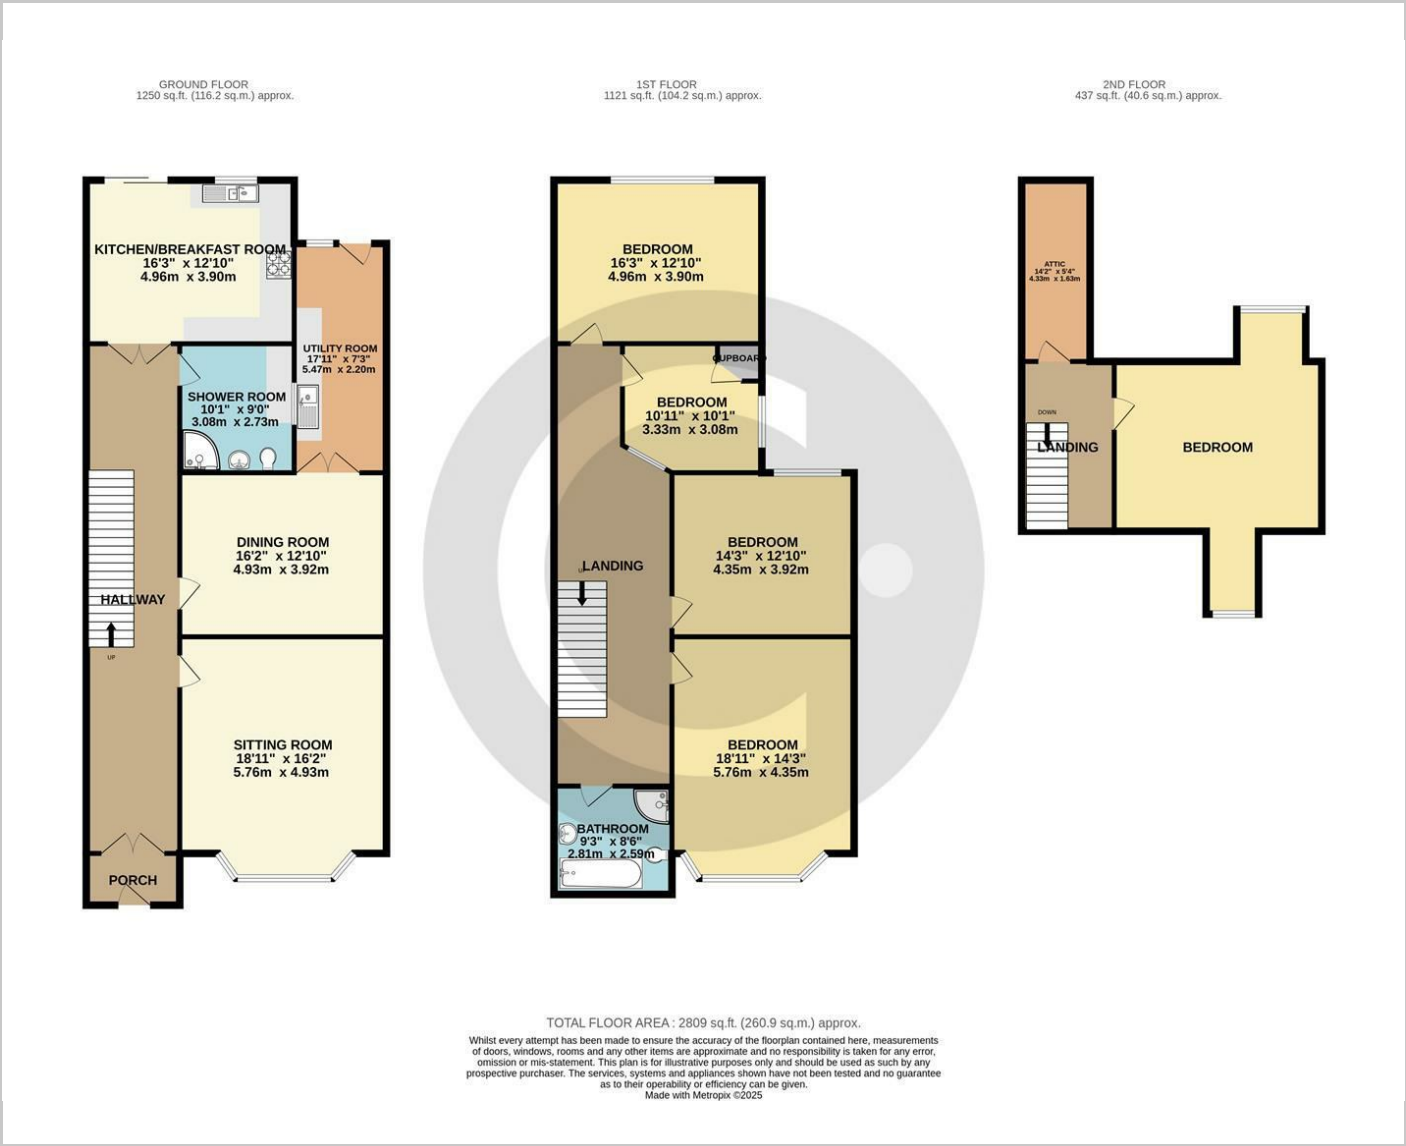 GROUND FLOOR
1250 sq.ft. (116.2 sq.m.) approx.
KITCHEN/BREAKFAST ROOM
16'3" x 12'10"
4.96m x 3.90m
UTILITY ROOM
17'11" x 7'3"
5.47m x 2.20m
SHOWER ROOM
10'1" x 9'0"
3.08m x 2.73m
DINING ROOM
16'2" x 12'10"
4.93m x 3.92m
HALLWAY
UP
SITTING ROOM
18'11" x 16'2"
5.76m x 4.93m
PORCH
1ST FLOOR
1121 sq.ft. (104.2 sq.m.) approx.
BEDROOM
16'3" x 12'10"
4.96m x 3.90m
CUPBOARD
BEDROOM
10'11" x 10'1"
3.33m x 3.08m
BEDROOM
14'3" x 12'10"
4.35m x 3.92m
LANDING
UP
BEDROOM
18'11" x 14'3"
5.76m x 4.35m
BATHROOM
9'3" x 8'6"
2.81m x 2.59m
2ND FLOOR
437 sq.ft. (40.6 sq.m.) approx.
ATTIC
14'2" x 5'4"
4.33m x 1.63m
DOWN
LANDING
BEDROOM
TOTAL FLOOR AREA : 2809 sq.ft. (260.9 sq.m.) approx.
Whilst every attempt has been made to ensure the accuracy of the floorplan contained here, measurements
of doors, windows, rooms and any other items are approximate and no responsibility is taken for any error,
omission or mis-statement. This plan is for illustrative purposes only and should be used as such by any
prospective purchaser. The services, systems and appliances shown have not been tested and no guarantee
as to their operability or efficiency can be given.
Made with Metropix ©2025